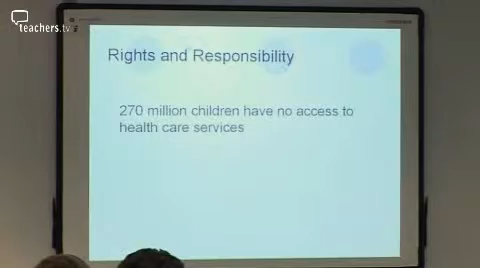 teachers.tv
Rights and Responsibility
270 million children have no access to
health care services